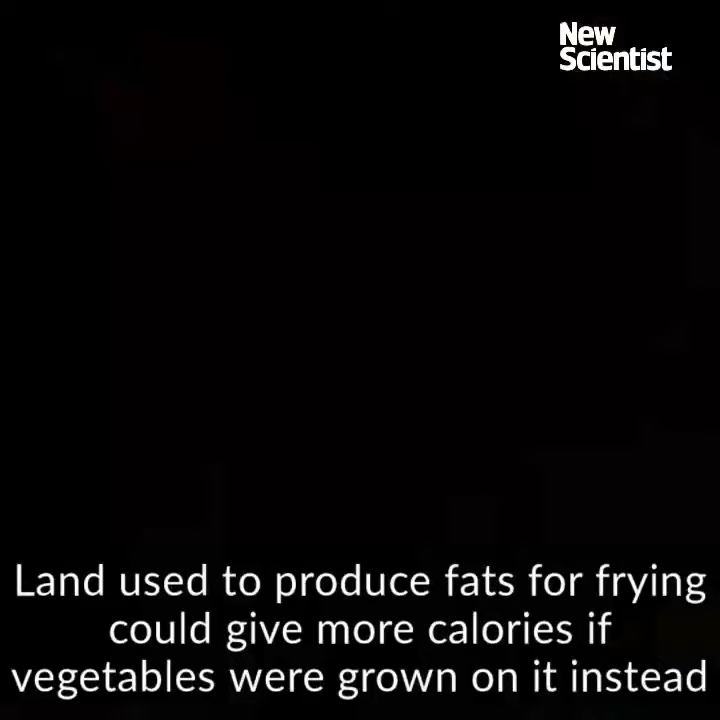 New
Scientist
Land used to produce fats for frying
could give more calories if
vegetables were grown on it instead